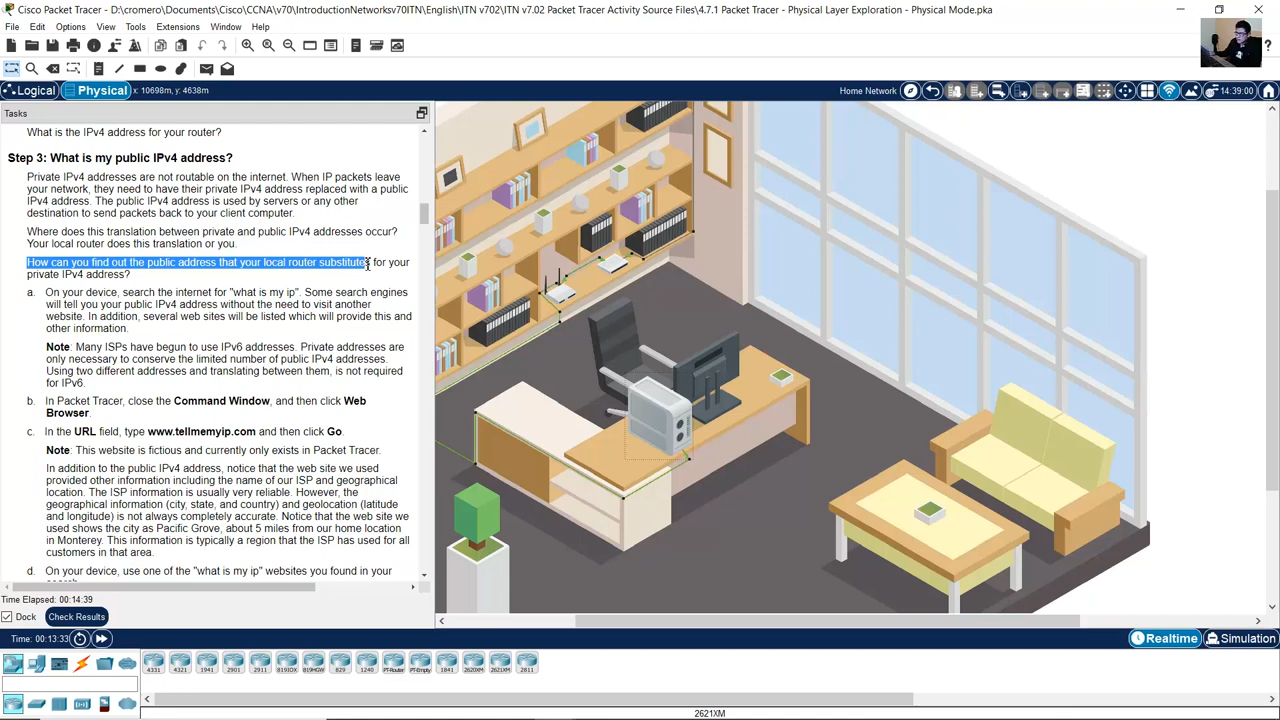 Cisco Packet Tracer - C:\Users\cromero\Documents\Cisco\CCNA\v70\IntroductionNetworksv70ITN\English\ITN v702\ITN v7.02 Packet Tracer Activity Source Files\4.7.1 Packet Tracer - Physical Layer Exploration - Physical Mode.pka
File Edit Options View Tools Extensions Window Help
Logical Physical x: 10698m, y: 4638m Home Network 14:39:00
Tasks
What is the IPv4 address for your router?
Step 3: What is my public IPv4 address?
Private IPv4 addresses are not routable on the internet. When IP packets leave
your network, they need to have their private IPv4 address replaced with a public
IPv4 address. The public IPv4 address is used by servers or any other
destination to send packets back to your client computer.
Where does this translation between private and public IPv4 addresses occur?
Your local router does this translation or you.
How can you find out the public address that your local router substitutes for your
private IPv4 address?
a. On your device, search the internet for "what is my ip". Some search engines
will tell you your public IPv4 address without the need to visit another
website. In addition, several web sites will be listed which will provide this and
other information.
Note: Many ISPs have begun to use IPv6 addresses. Private addresses are
only necessary to conserve the limited number of public IPv4 addresses.
Using two different addresses and translating between them, is not required
for IPv6.
b. In Packet Tracer, close the Command Window, and then click Web
Browser.
c. In the URL field, type www.tellmemyip.com and then click Go.
Note: This website is fictious and currently only exists in Packet Tracer.
In addition to the public IPv4 address, notice that the web site we used
provided other information including the name of our ISP and geographical
location. The ISP information is usually very reliable. However, the
geographical information (city, state, and country) and geolocation (latitude
and longitude) is not always completely accurate. Notice that the web site we
used shows the city as Pacific Grove, about 5 miles from our home location
in Monterey. This information is typically a region that the ISP has used for all
customers in that area.
d. On your device, use one of the "what is my ip" websites you found in your
Time Elapsed: 00:14:39
Dock Check Results
Time: 00:13:33 Realtime Simulation
4331 4321 1941 2901 2911 819IOX 819HGW 829 1240 PT-Router PT-Empty 1841 2620XM 2621XM 2811
2621XM